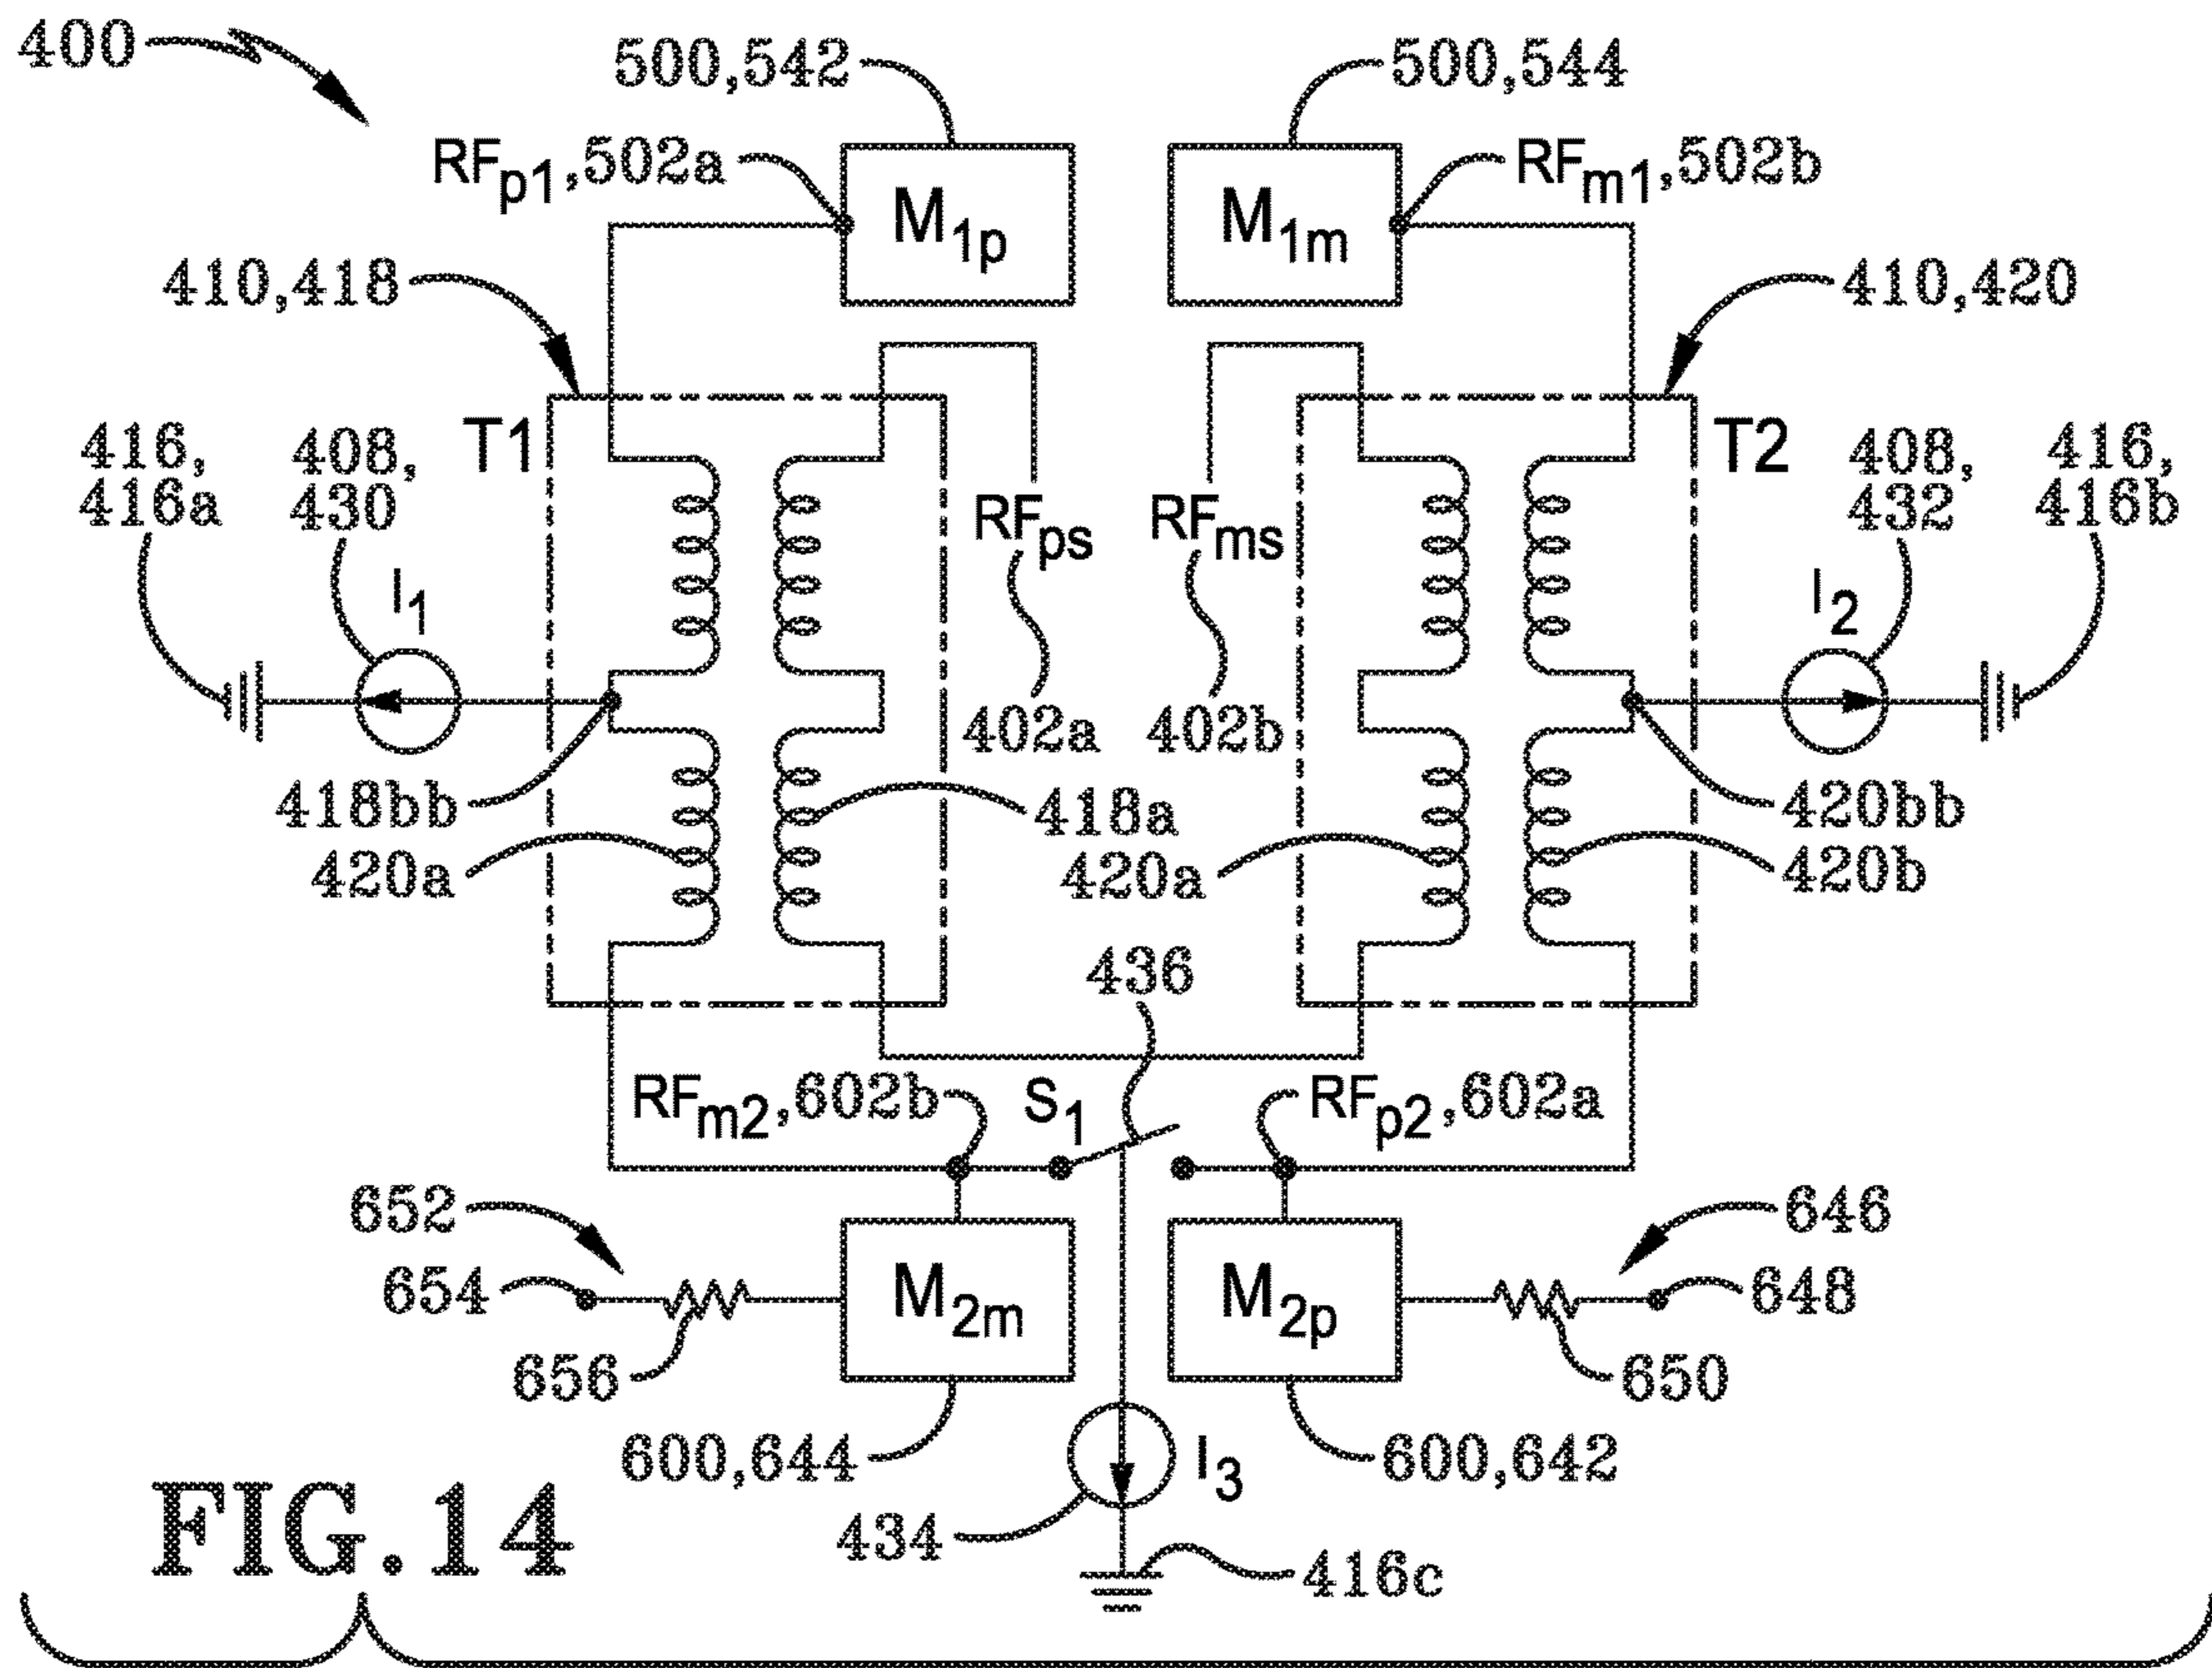 400
500,542
500,544
RFp1,502a
RFm1,502b
M1p
M1m
410,418
410,420
T1
T2
416,
416a
408,
430
RFps
RFms
408,
432
416,
416b
I1
I2
402a
402b
418bb
418a
420bb
420a
420a
420b
436
RFm2,602b
S1
RFp2,602a
652
646
654
M2m
M2p
648
656
650
600,644
I3
600,642
434
416c
FIG.14